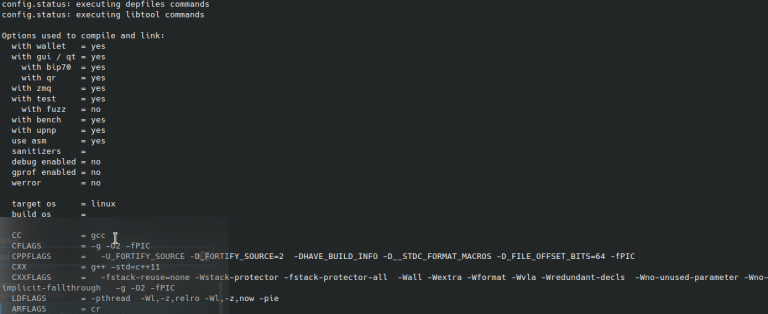 config.status: executing depfiles commands
config.status: executing libtool commands
Options used to compile and link:
with wallet = yes
with gui / qt = yes
with bip70 = yes
with qr = yes
with zmq = yes
with test = yes
with fuzz = no
with bench = yes
with upnp = yes
use asm = yes
sanitizers =
debug enabled = no
gprof enabled = no
werror = no
target os = linux
build os =
CC = gcc
CFLAGS = -g -O2 -fPIC
CPPFLAGS = -U_FORTIFY_SOURCE -D_FORTIFY_SOURCE=2 -DHAVE_BUILD_INFO -D__STDC_FORMAT_MACROS -D_FILE_OFFSET_BITS=64 -fPIC
CXX = g++ -std=c++11
CXXFLAGS = -fstack-reuse=none -Wstack-protector -fstack-protector-all -Wall -Wextra -Wformat -Wvla -Wredundant-decls -Wno-unused-parameter -Wno-
implicit-fallthrough -g -O2 -fPIC
LDFLAGS = -pthread -Wl,-z,relro -Wl,-z,now -pie
ARFLAGS = cr